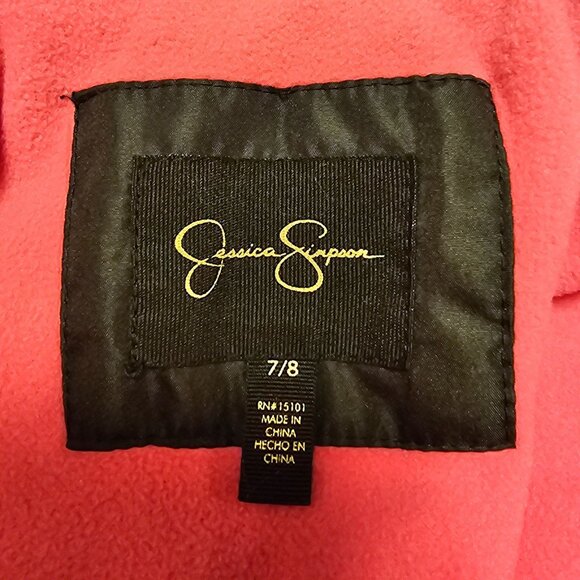 Jessica Simpson
7/8
RN# 15101
MADE IN
CHINA
HECHO EN
CHINA